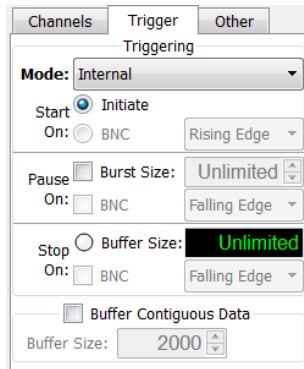 Channels Trigger Other
Triggering
Mode: Internal
Start On: Initiate
BNC Rising Edge
Pause On: Burst Size: Unlimited
BNC Falling Edge
Stop On: Buffer Size: Unlimited
BNC Falling Edge
Buffer Contiguous Data
Buffer Size: 2000